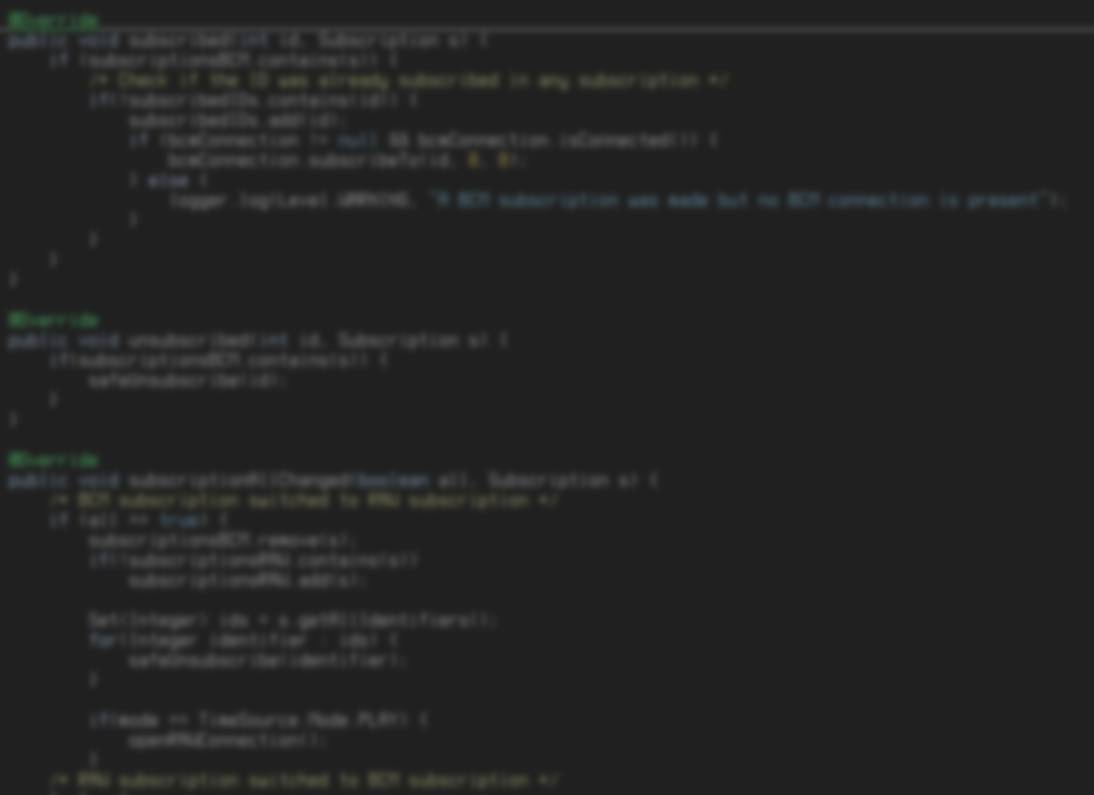 @Override
public void subscribed(int id, Subscription s) {
if (subscriptionsBCM.contains(s)) {
/* Check if the ID was already subscribed in any subscription */
if(!subscribedIDs.contains(id)) {
subscribedIDs.add(id);
if (bcmConnection != null && bcmConnection.isConnected()) {
bcmConnection.subscribeTo(id, 0, 0);
} else {
logger.log(Level.WARNING, "A BCM subscription was made but no BCM connection is present");
}
}
}
}
@Override
public void unsubscribed(int id, Subscription s) {
if(subscriptionsBCM.contains(s)) {
safeUnsubscribe(id);
}
}
@Override
public void subscriptionAllChanged(boolean all, Subscription s) {
/* BCM subscription switched to RAW subscription */
if (all == true) {
subscriptionsBCM.remove(s);
if(!subscriptionsRAW.contains(s))
subscriptionsRAW.add(s);
Set<Integer> ids = s.getAllIdentifiers();
for(Integer identifier : ids) {
safeUnsubscribe(identifier);
}
if(mode == TimeSource.Mode.PLAY) {
openRAWConnection();
}
/* RAW subscription switched to BCM subscription */